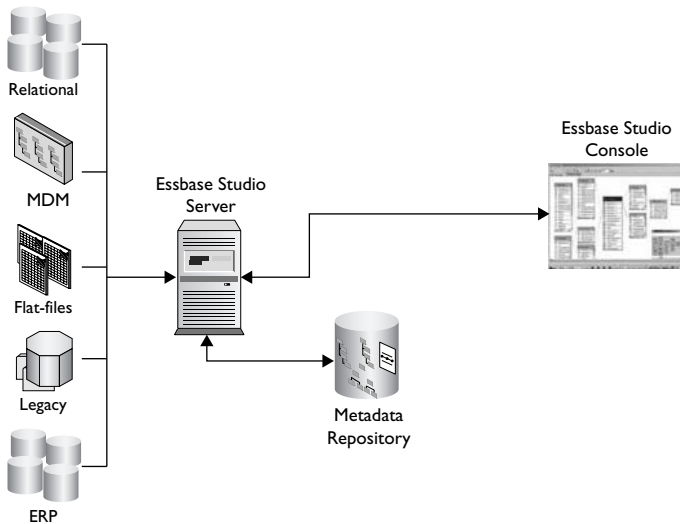 Relational
MDM
Flat-files
Legacy
ERP
Essbase Studio
Server
Metadata
Repository
Essbase Studio
Console